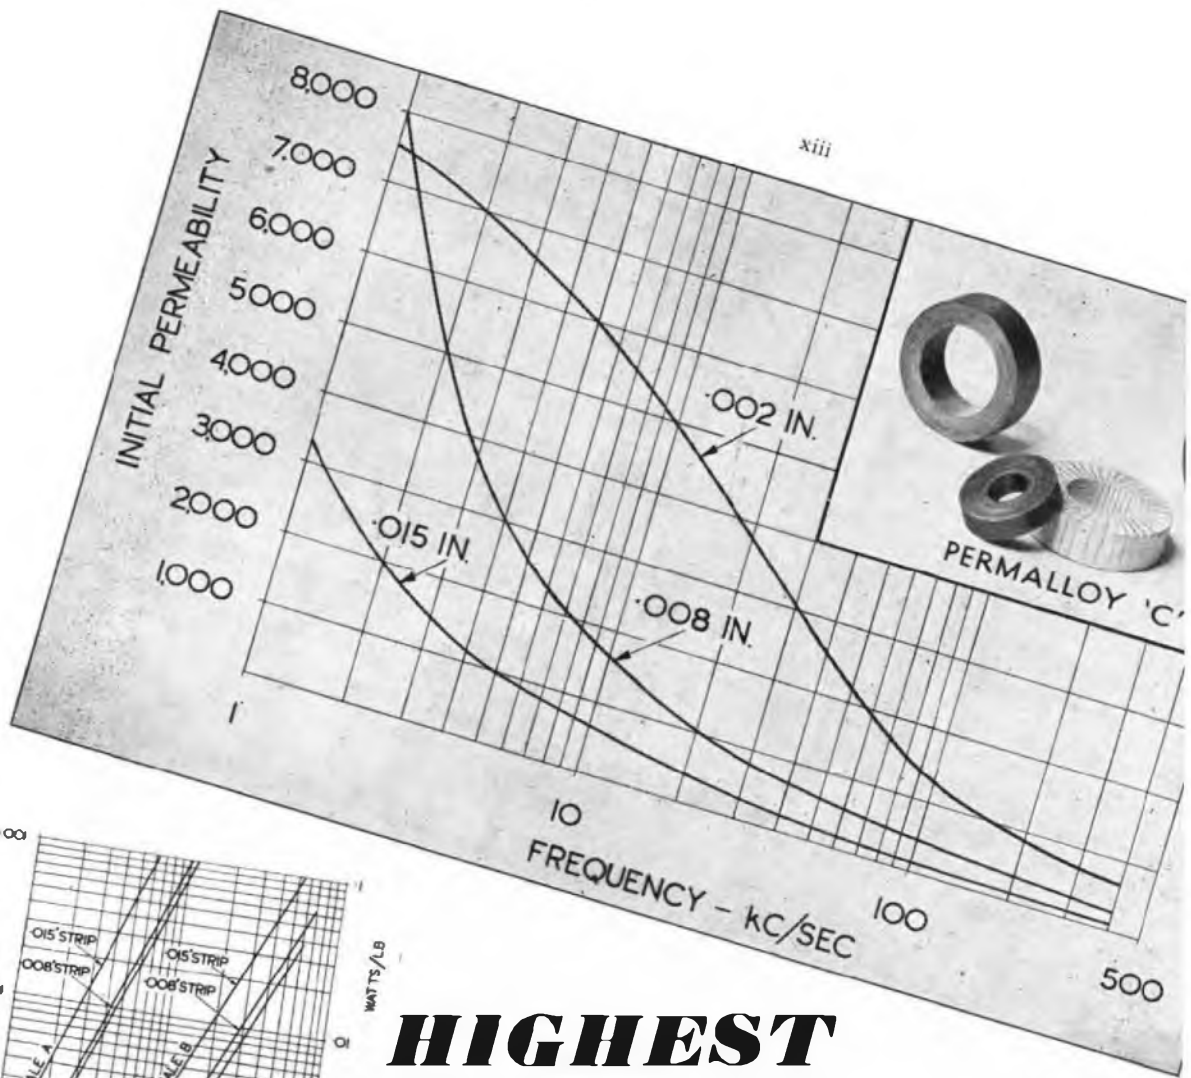 xiii
8,000
7,000
6,000
5,000
4,000
3,000
2,000
1,000
INITIAL PERMEABILITY
·002 IN.
·015 IN.
·008 IN.
PERMALLOY 'C'
1
10
100
500
FREQUENCY – KC/SEC
·015" STRIP
·008" STRIP
·015" STRIP
·008" STRIP
WATTS/LB
HIGHEST